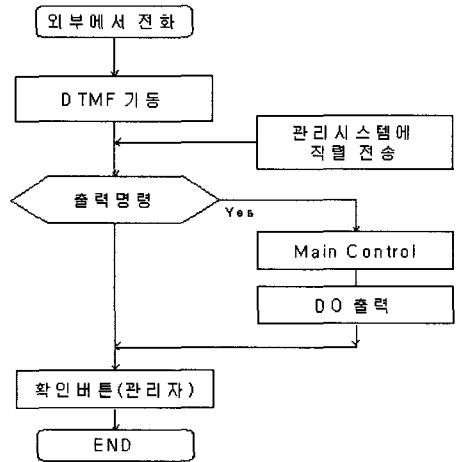 외부에서 전화
DTMF 기동
관리시스템에
직렬 전송
출력명령
Yes
Main Control
DO 출력
확인버튼(관리자)
END